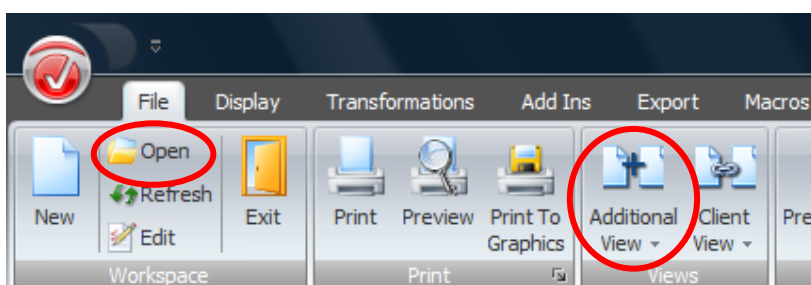 File Display Transformations Add Ins Export Macros
Open
Refresh
New Exit Print Preview Print To Additional Client Pre
Edit Graphics View View
Workspace Print Views